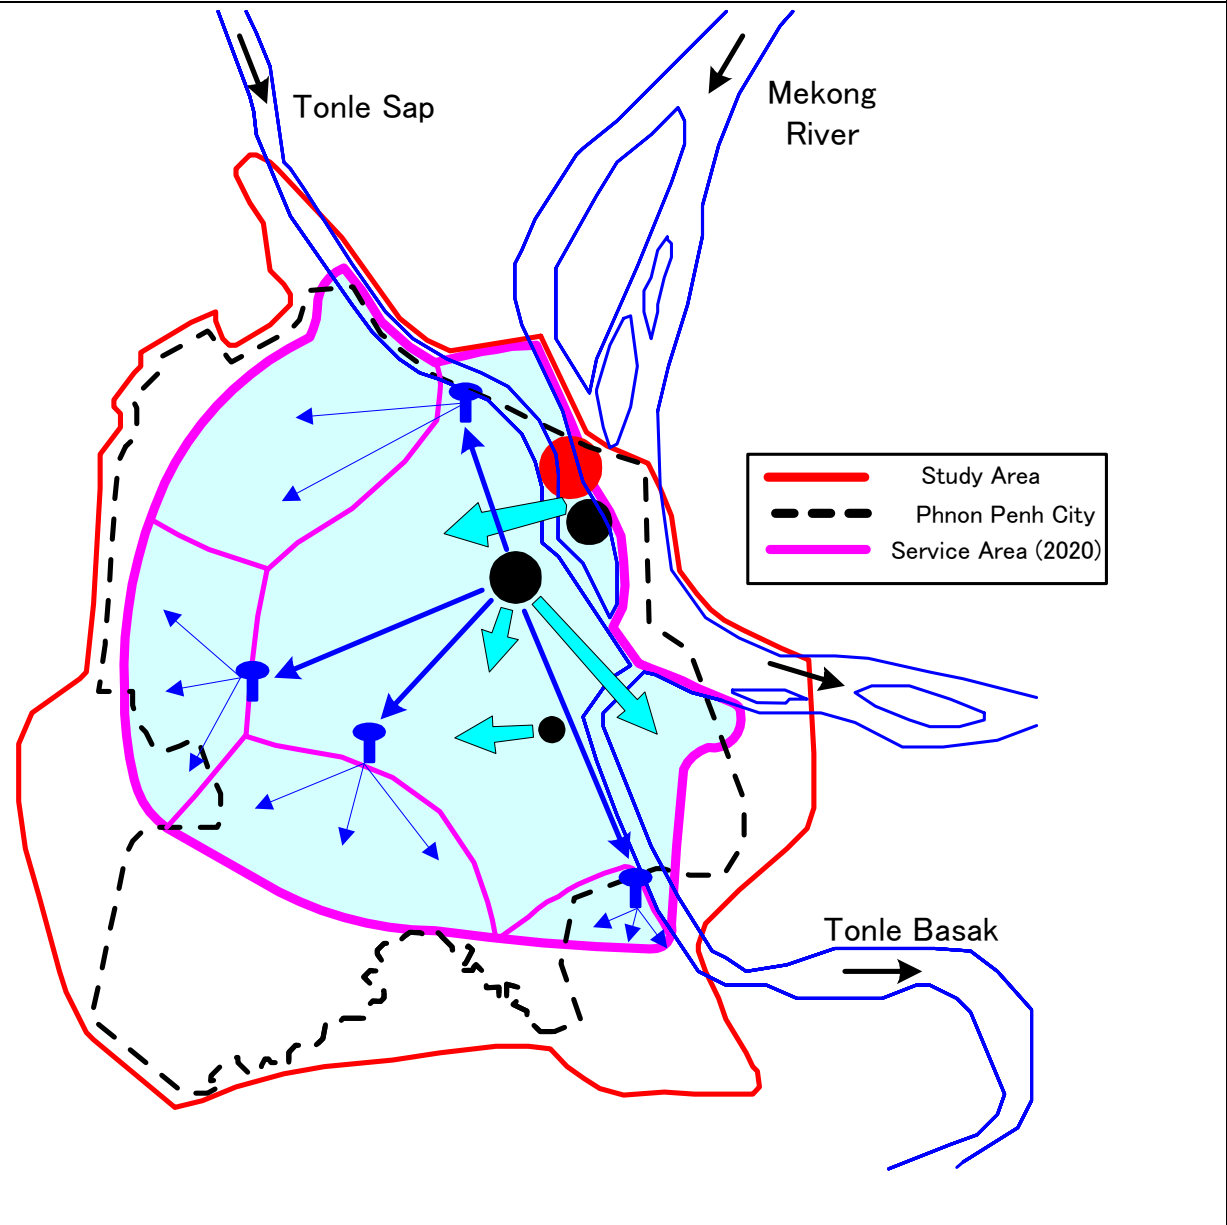 Tonle Sap
Mekong
River
Study Area
Phnon Penh City
Service Area (2020)
Tonle Basak